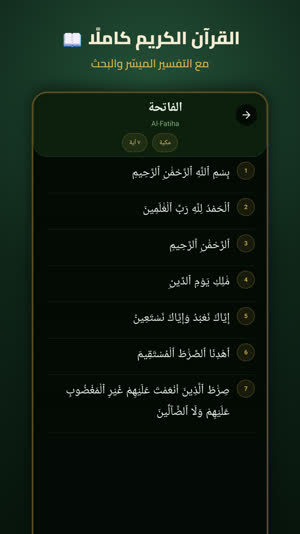 القرآن الكريم كاملًا 📖
مع التفسير الميسّر والبحث
الفاتحة
Al-Fatiha
مكية
٧ آية
1 بِسْمِ ٱللَّهِ ٱلرَّحْمَٰنِ ٱلرَّحِيمِ
2 ٱلْحَمْدُ لِلَّهِ رَبِّ ٱلْعَٰلَمِينَ
3 ٱلرَّحْمَٰنِ ٱلرَّحِيمِ
4 مَٰلِكِ يَوْمِ ٱلدِّينِ
5 إِيَّاكَ نَعْبُدُ وَإِيَّاكَ نَسْتَعِينُ
6 ٱهْدِنَا ٱلصِّرَٰطَ ٱلْمُسْتَقِيمَ
7 صِرَٰطَ ٱلَّذِينَ أَنْعَمْتَ عَلَيْهِمْ غَيْرِ ٱلْمَغْضُوبِ
عَلَيْهِمْ وَلَا ٱلضَّآلِّينَ